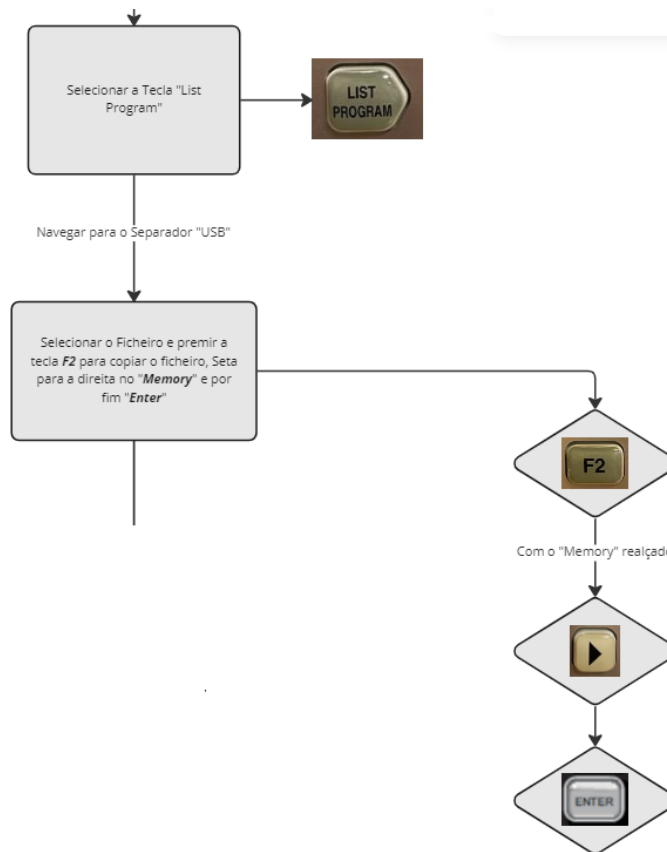 Selecionar a Tecla "List
Program"
LIST
PROGRAM
Navegar para o Separador "USB"
Selecionar o Ficheiro e premir a
tecla F2 para copiar o ficheiro, Seta
para a direita no "Memory" e por
fim "Enter"
F2
Com o "Memory" realçado
ENTER